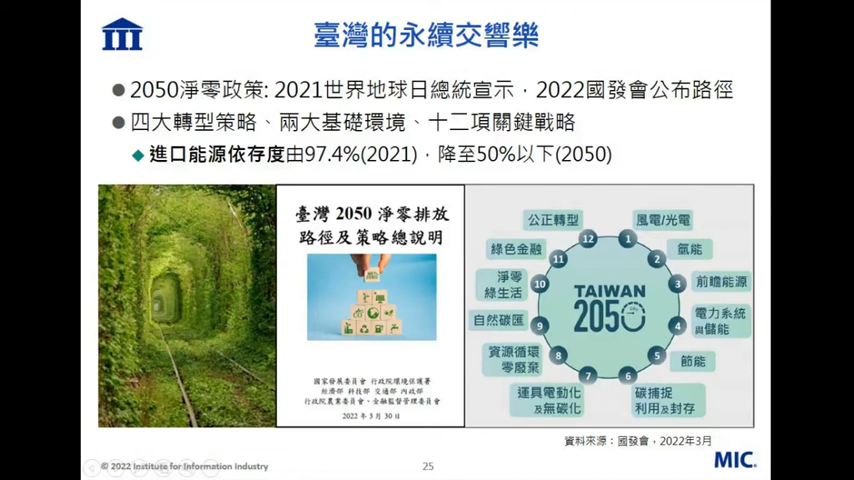 臺灣的永續交響樂
2050淨零政策: 2021世界地球日總統宣示，2022國發會公布路徑
四大轉型策略、兩大基礎環境、十二項關鍵戰略
進口能源依存度由97.4%(2021)，降至50%以下(2050)
臺灣 2050 淨零排放
路徑及策略總說明
國家發展委員會 行政院環境保護署
經濟部 科技部 交通部 內政部
行政院農業委員會、金融監督管理委員會
2022 年 3 月 30 日
TAIWAN
2050
1
風電/光電
2
氫能
3
前瞻能源
4
電力系統
與儲能
5
節能
6
碳捕捉
利用及封存
7
運具電動化
及無碳化
8
資源循環
零廢棄
9
自然碳匯
10
淨零
綠生活
11
綠色金融
12
公正轉型
資料來源：國發會，2022年3月
© 2022 Institute for Information Industry
25
MIC